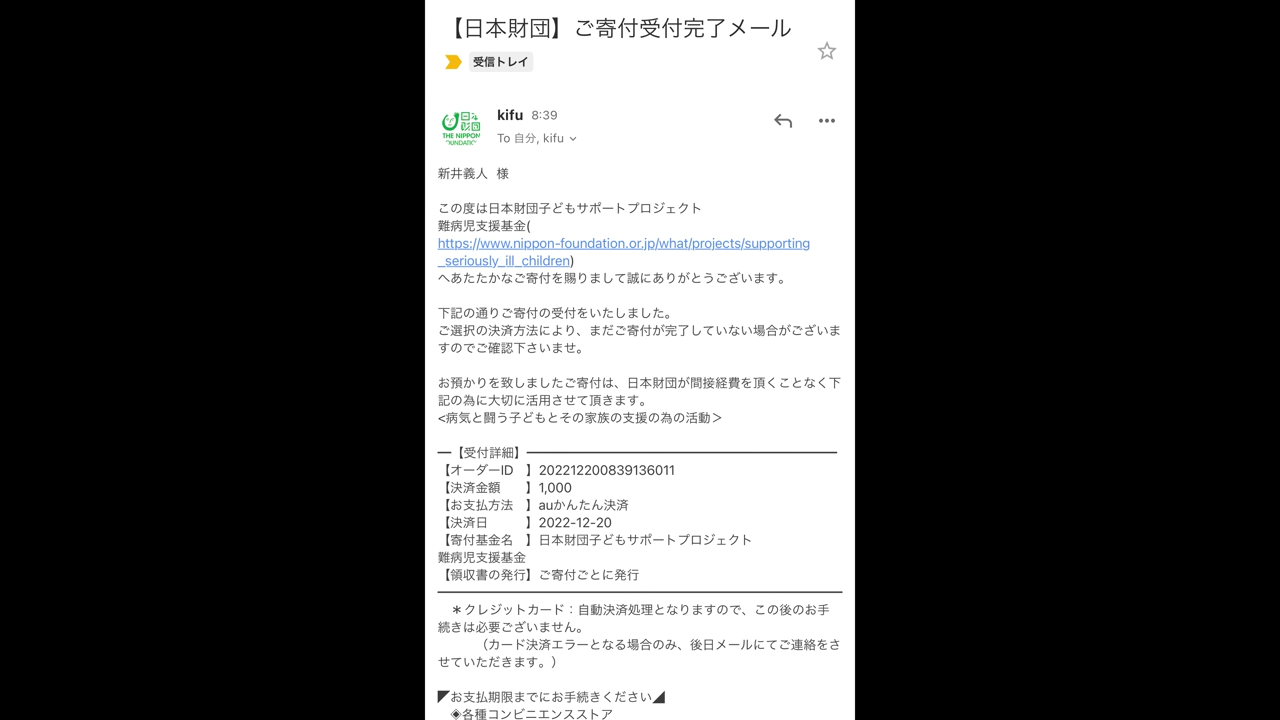 【日本財団】ご寄付受付完了メール
受信トレイ
kifu 8:39
To 自分, kifu
THE NIPPON
新井義人 様
この度は日本財団子どもサポートプロジェクト
難病児支援基金(
https://www.nippon-foundation.or.jp/what/projects/supporting
_seriously_ill_children)
へあたたかなご寄付を賜りまして誠にありがとうございます。
下記の通りご寄付の受付をいたしました。
ご選択の決済方法により、まだご寄付が完了していない場合がございま
すのでご確認下さいませ。
お預かりを致しましたご寄付は、日本財団が間接経費を頂くことなく下
記の為に大切に活用させて頂きます。
<病気と闘う子どもとその家族の支援の為の活動＞
━【受付詳細】━━━━━━━━━━━━━━━━━━━━━━━━━
【オーダーID　】202212200839136011
【決済金額　　】1,000
【お支払方法　】auかんたん決済
【決済日　　　】2022-12-20
【寄付基金名　】日本財団子どもサポートプロジェクト
難病児支援基金
【領収書の発行】ご寄付ごとに発行
━━━━━━━━━━━━━━━━━━━━━━━━━━━━━━━━
＊クレジットカード：自動決済処理となりますので、この後のお手
続きは必要ございません。
（カード決済エラーとなる場合のみ、後日メールにてご連絡をさ
せていただきます。）
◤お支払期限までにお手続きください◢
◈各種コンビニエンスストア